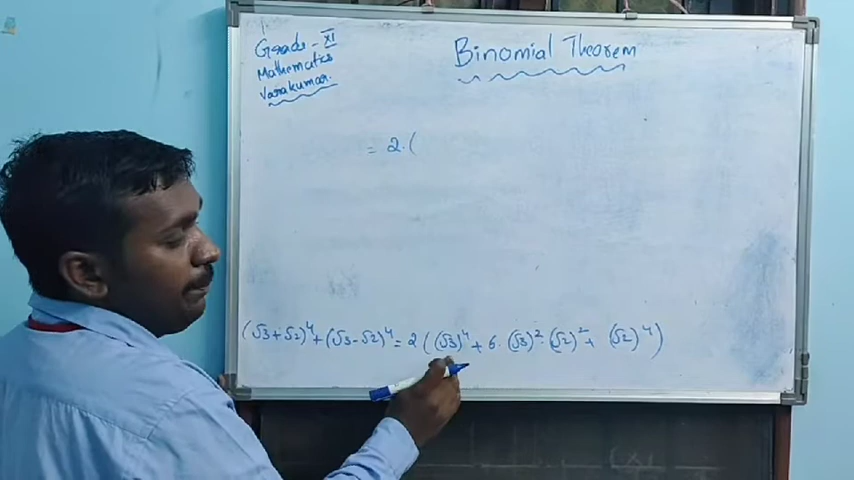 Grade - XI
Mathematics
Binomial Theorem
= 2. (
(√3+√2)⁴+(√3-√2)⁴ = 2 ( (√3)⁴ + 6. (√3)². (√2)² + (√2)⁴ )